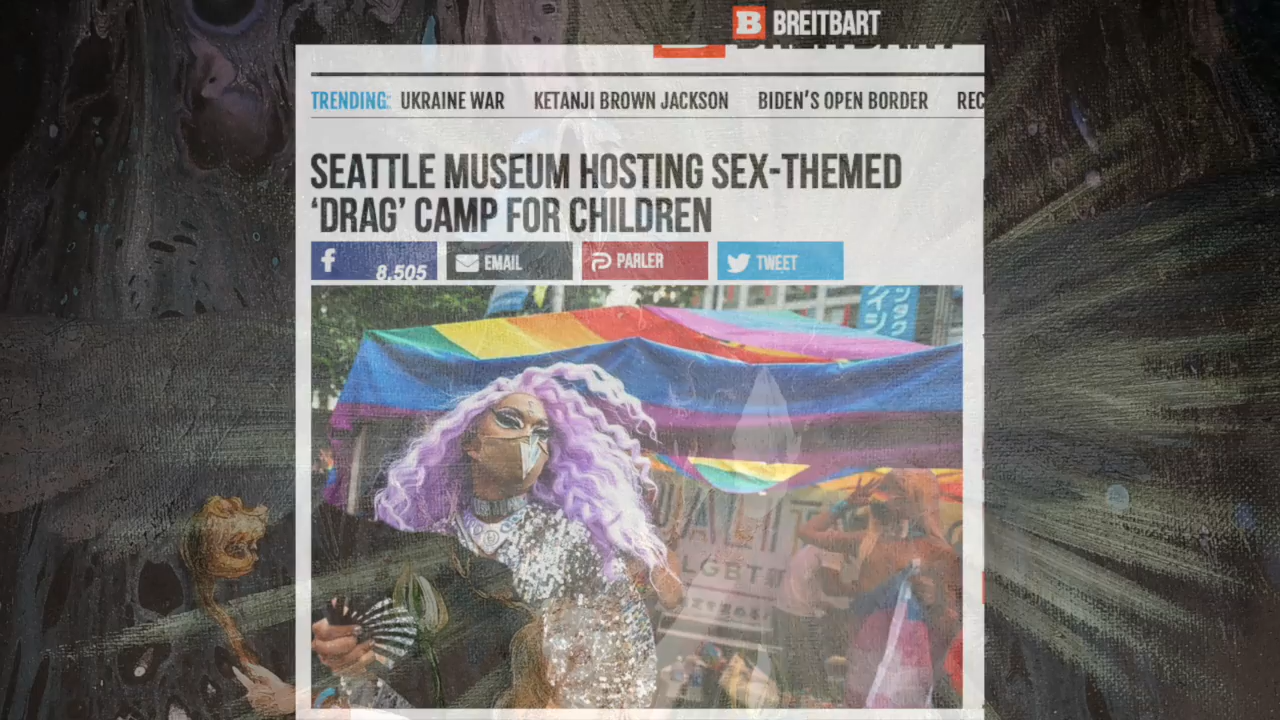 BREITBART
TRENDING: UKRAINE WAR KETANJI BROWN JACKSON BIDEN'S OPEN BORDER REC
SEATTLE MUSEUM HOSTING SEX-THEMED
‘DRAG’ CAMP FOR CHILDREN
8,505 EMAIL PARLER TWEET
LGBT